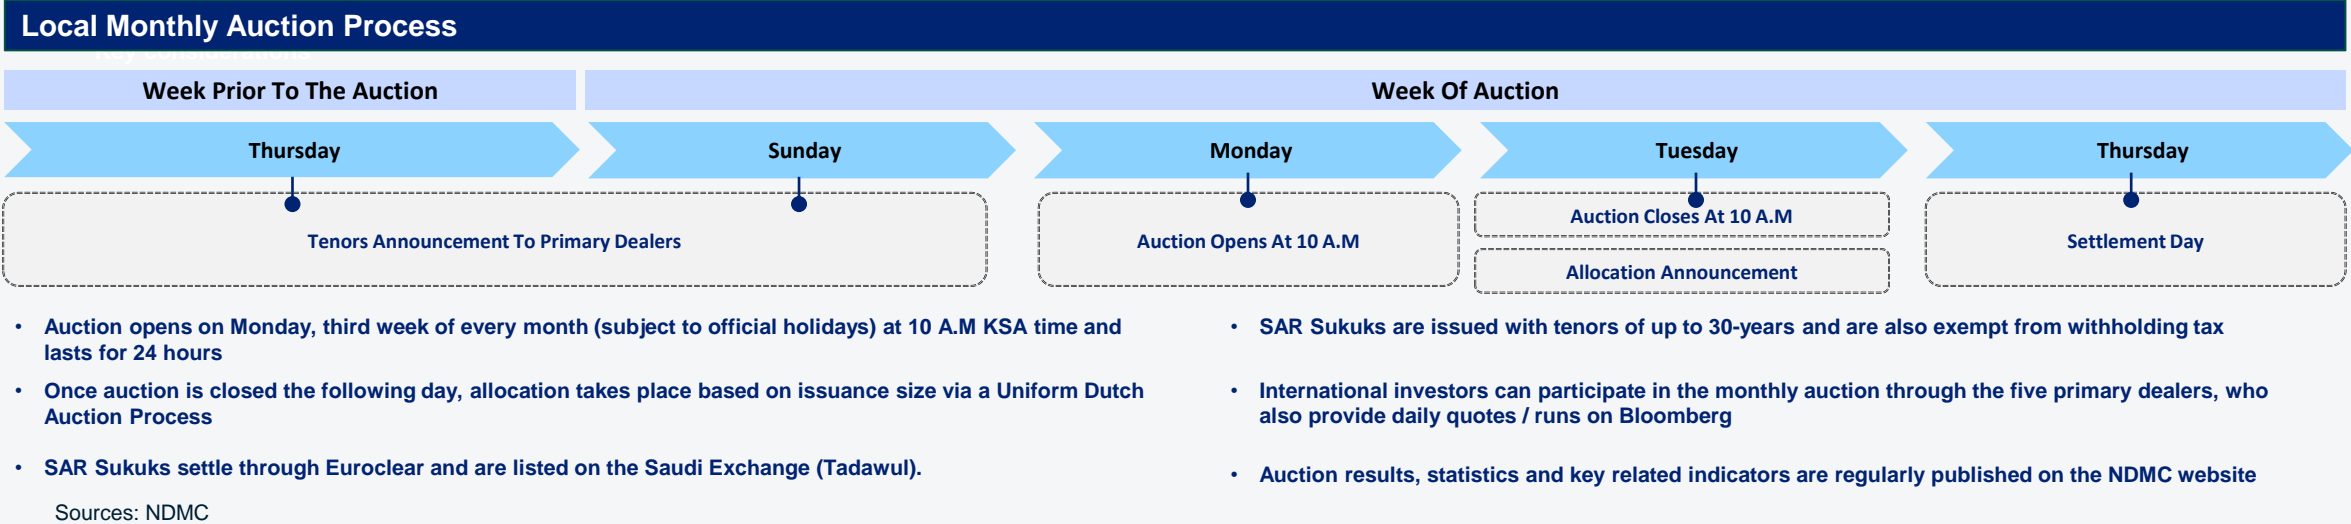 Local Monthly Auction Process
Key considerations
Week Prior To The Auction
Week Of Auction
Thursday
Sunday
Monday
Tuesday
Thursday
Tenors Announcement To Primary Dealers
Auction Opens At 10 A.M
Auction Closes At 10 A.M
Allocation Announcement
Settlement Day
• Auction opens on Monday, third week of every month (subject to official holidays) at 10 A.M KSA time and
lasts for 24 hours
• Once auction is closed the following day, allocation takes place based on issuance size via a Uniform Dutch
Auction Process
• SAR Sukuks settle through Euroclear and are listed on the Saudi Exchange (Tadawul).
• SAR Sukuks are issued with tenors of up to 30-years and are also exempt from withholding tax
• International investors can participate in the monthly auction through the five primary dealers, who
also provide daily quotes / runs on Bloomberg
• Auction results, statistics and key related indicators are regularly published on the NDMC website
Sources: NDMC